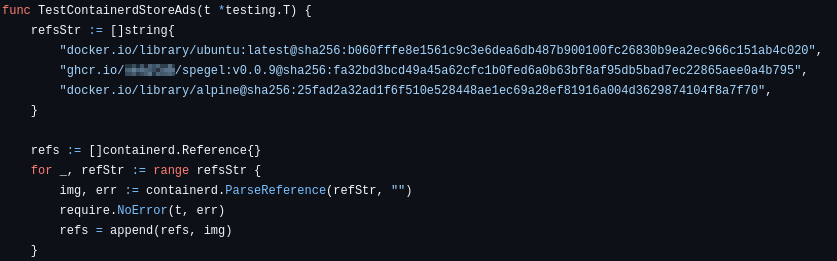 func TestContainerdStoreAds(t *testing.T) {
    refsStr := []string{
        "docker.io/library/ubuntu:latest@sha256:b060fffe8e1561c9c3e6dea6db487b900100fc26830b9ea2ec966c151ab4c020",
        "ghcr.io/ /spegel:v0.0.9@sha256:fa32bd3bcd49a45a62cfc1b0fed6a0b63bf8af95db5bad7ec22865aee0a4b795",
        "docker.io/library/alpine@sha256:25fad2a32ad1f6f510e528448ae1ec69a28ef81916a004d3629874104f8a7f70",
    }
    refs := []containerd.Reference{}
    for _, refStr := range refsStr {
        img, err := containerd.ParseReference(refStr, "")
        require.NoError(t, err)
        refs = append(refs, img)
    }